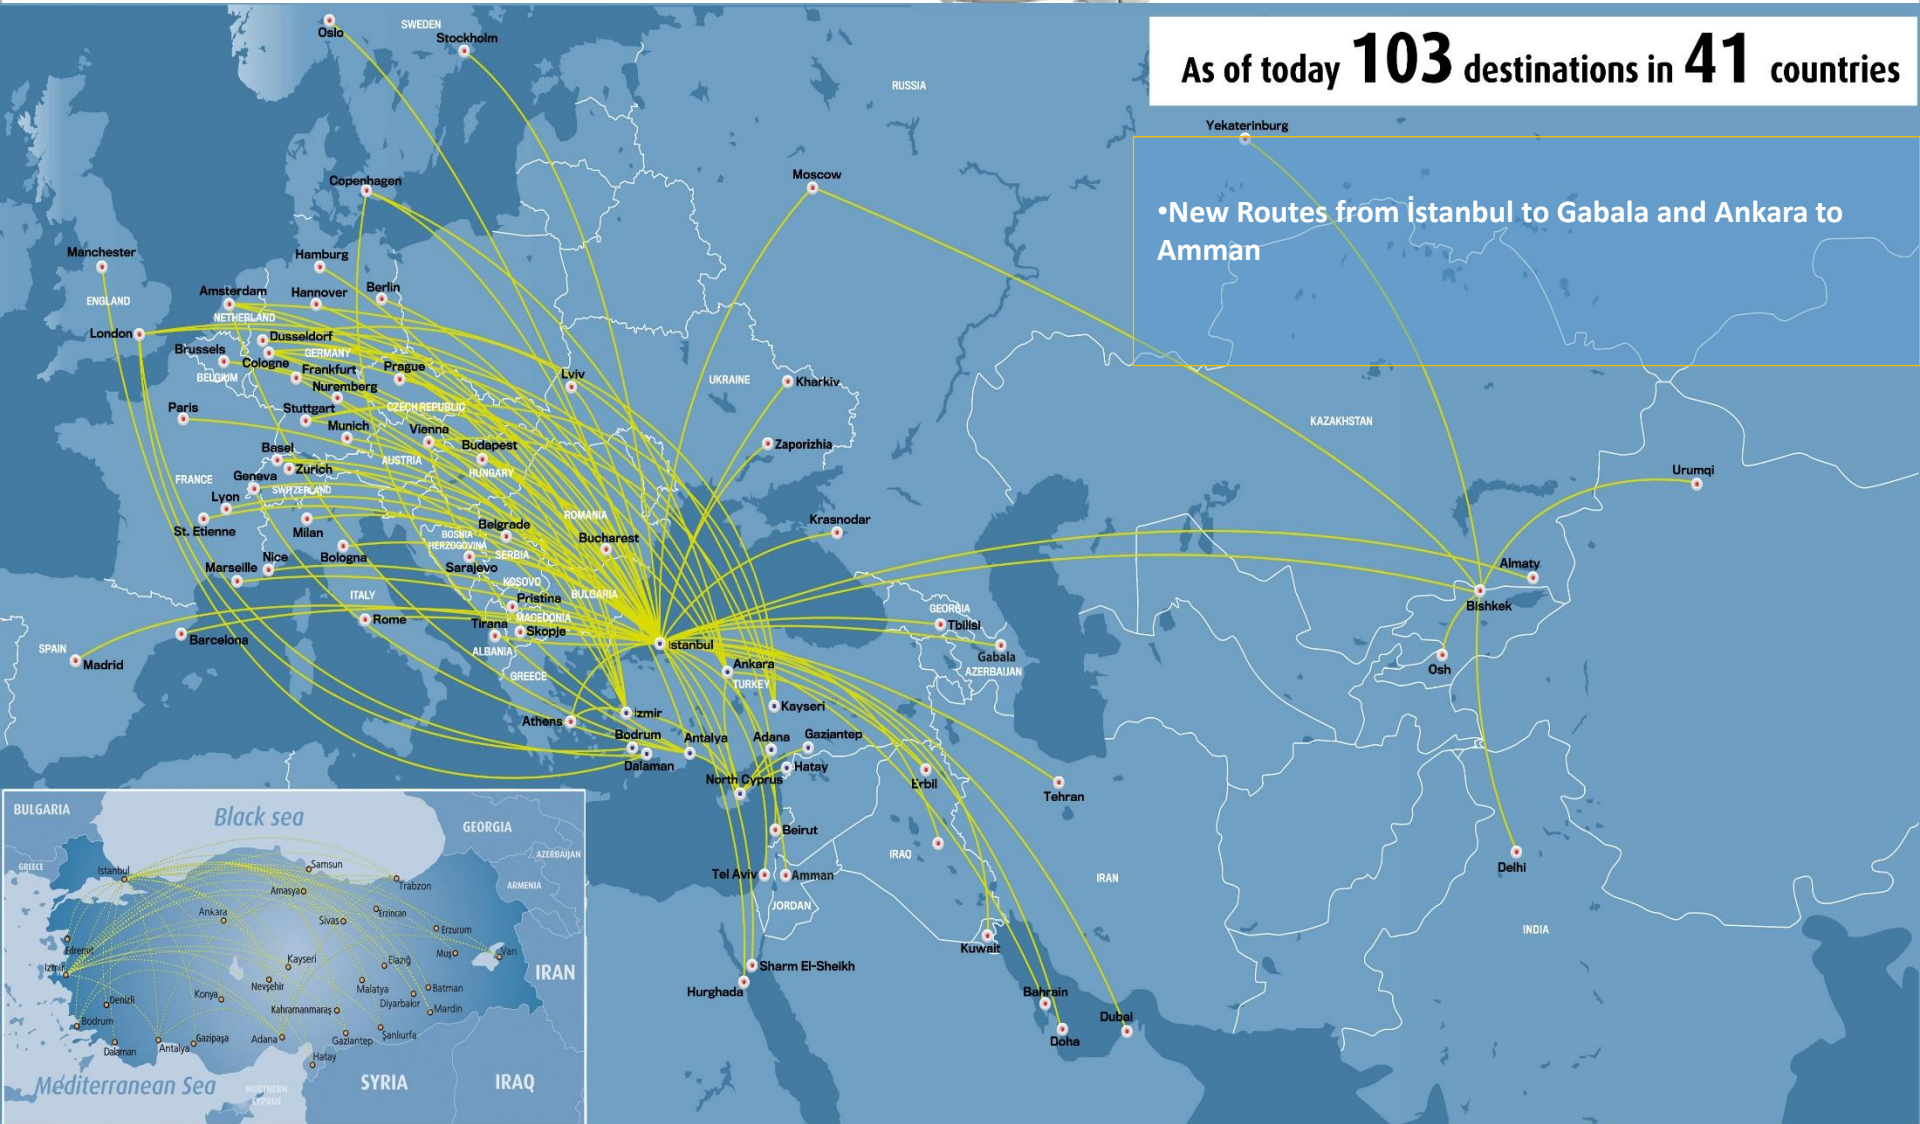 As of today 103 destinations in 41 countries
•New Routes from İstanbul to Gabala and Ankara to
Amman
Oslo
SWEDEN
Stockholm
RUSSIA
Yekaterinburg
Moscow
Copenhagen
Manchester
Hamburg
Amsterdam
Hannover
Berlin
ENGLAND
NETHERLAND
London
Dusseldorf
Brussels
Cologne
GERMANY
BELGIUM
Frankfurt
Prague
Nuremberg
Lviv
UKRAINE
Kharkiv
Paris
Stuttgart
CZECH REPUBLIC
KAZAKHSTAN
Munich
Vienna
Budapest
Zaporizhia
Basel
AUSTRIA
HUNGARY
Zurich
Geneva
FRANCE
SWITZERLAND
Urumqi
Lyon
St. Etienne
Milan
Belgrade
ROMANIA
Krasnodar
BOSNIA
HERZOGOVINA
SERBIA
Bucharest
Nice
Bologna
Marseille
Sarajevo
KOSOVO
Almaty
ITALY
Pristina
BULGARIA
Bishkek
MACEDONIA
GEORGIA
Rome
Tirana
Skopje
Tbilisi
Barcelona
SPAIN
Madrid
ALBANIA
Istanbul
Gabala
AZERBAIJAN
Osh
GREECE
Ankara
TURKEY
Athens
Izmir
Kayseri
Bodrum
Antalya
Adana
Gaziantep
Dalaman
Hatay
North Cyprus
Erbil
Tehran
Beirut
IRAQ
Tel Aviv
Amman
IRAN
Delhi
JORDAN
INDIA
Kuwait
Sharm El-Sheikh
Hurghada
Bahrain
Dubai
Doha
BULGARIA
Black sea
GEORGIA
GREECE
AZERBAIJAN
Istanbul
Samsun
Trabzon
ARMENIA
Amasya
Ankara
Sivas
Erzincan
Erzurum
Edremit
Muş
Van
Izmir
Kayseri
Elazığ
IRAN
Nevşehir
Malatya
Batman
Konya
Diyarbakır
Denizli
Kahramanmaraş
Mardin
Bodrum
Gazipaşa
Adana
Gaziantep
Şanlıurfa
Dalaman
Antalya
Hatay
Mediterranean Sea
NORTHERN
CYPRUS
SYRIA
IRAQ